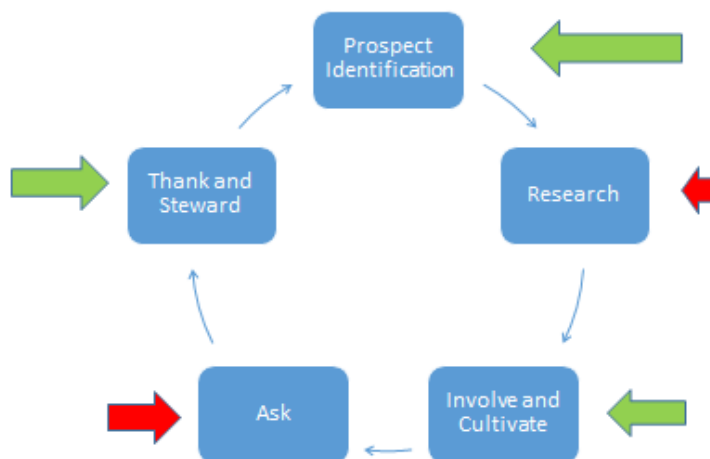 Prospect
Identification
Research
Involve and
Cultivate
Ask
Thank and
Steward